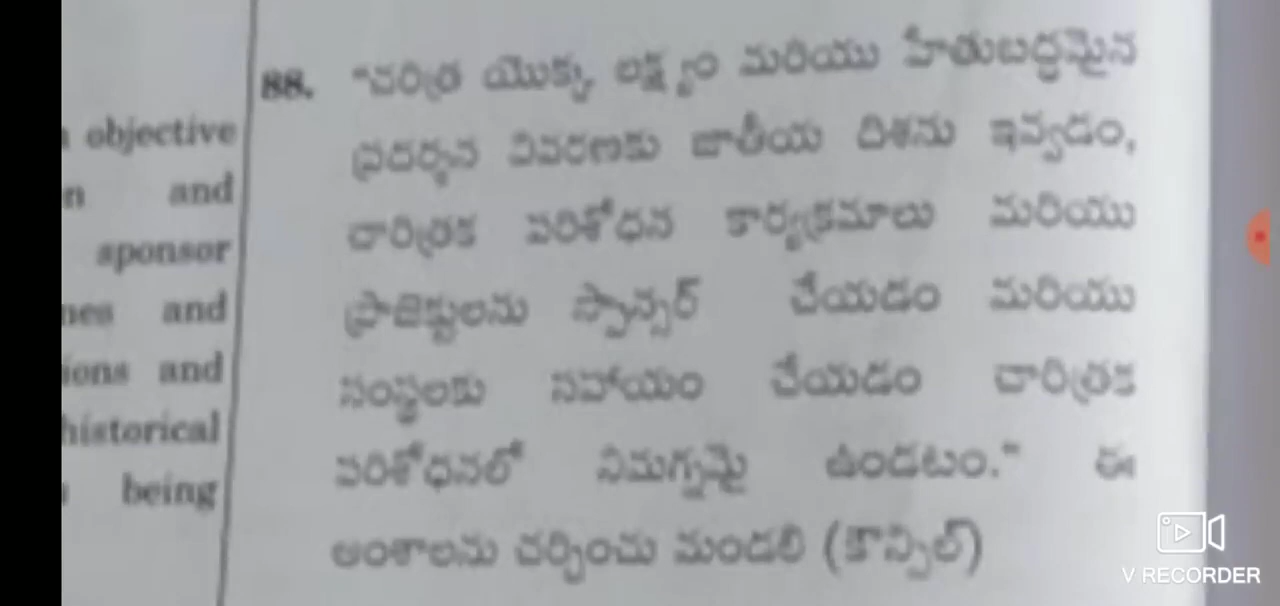 88. "చరిత్ర యొక్క లక్ష్యం మరియు హేతుబద్ధమైన
objective
ప్రదర్శన వివరణకు జాతీయ దిశను ఇవ్వడం,
n and
చారిత్రక పరిశోధన కార్యక్రమాలు మరియు
sponsor
ప్రాజెక్టులను స్పాన్సర్ చేయడం మరియు
nes and
సంస్థలకు సహాయం చేయడం చారిత్రక
ions and
historical
పరిశోధనలో నిమగ్నమై ఉండటం." ఈ
being
అంశాలను చర్చించు మండలి (కౌన్సిల్)
V RECORDER